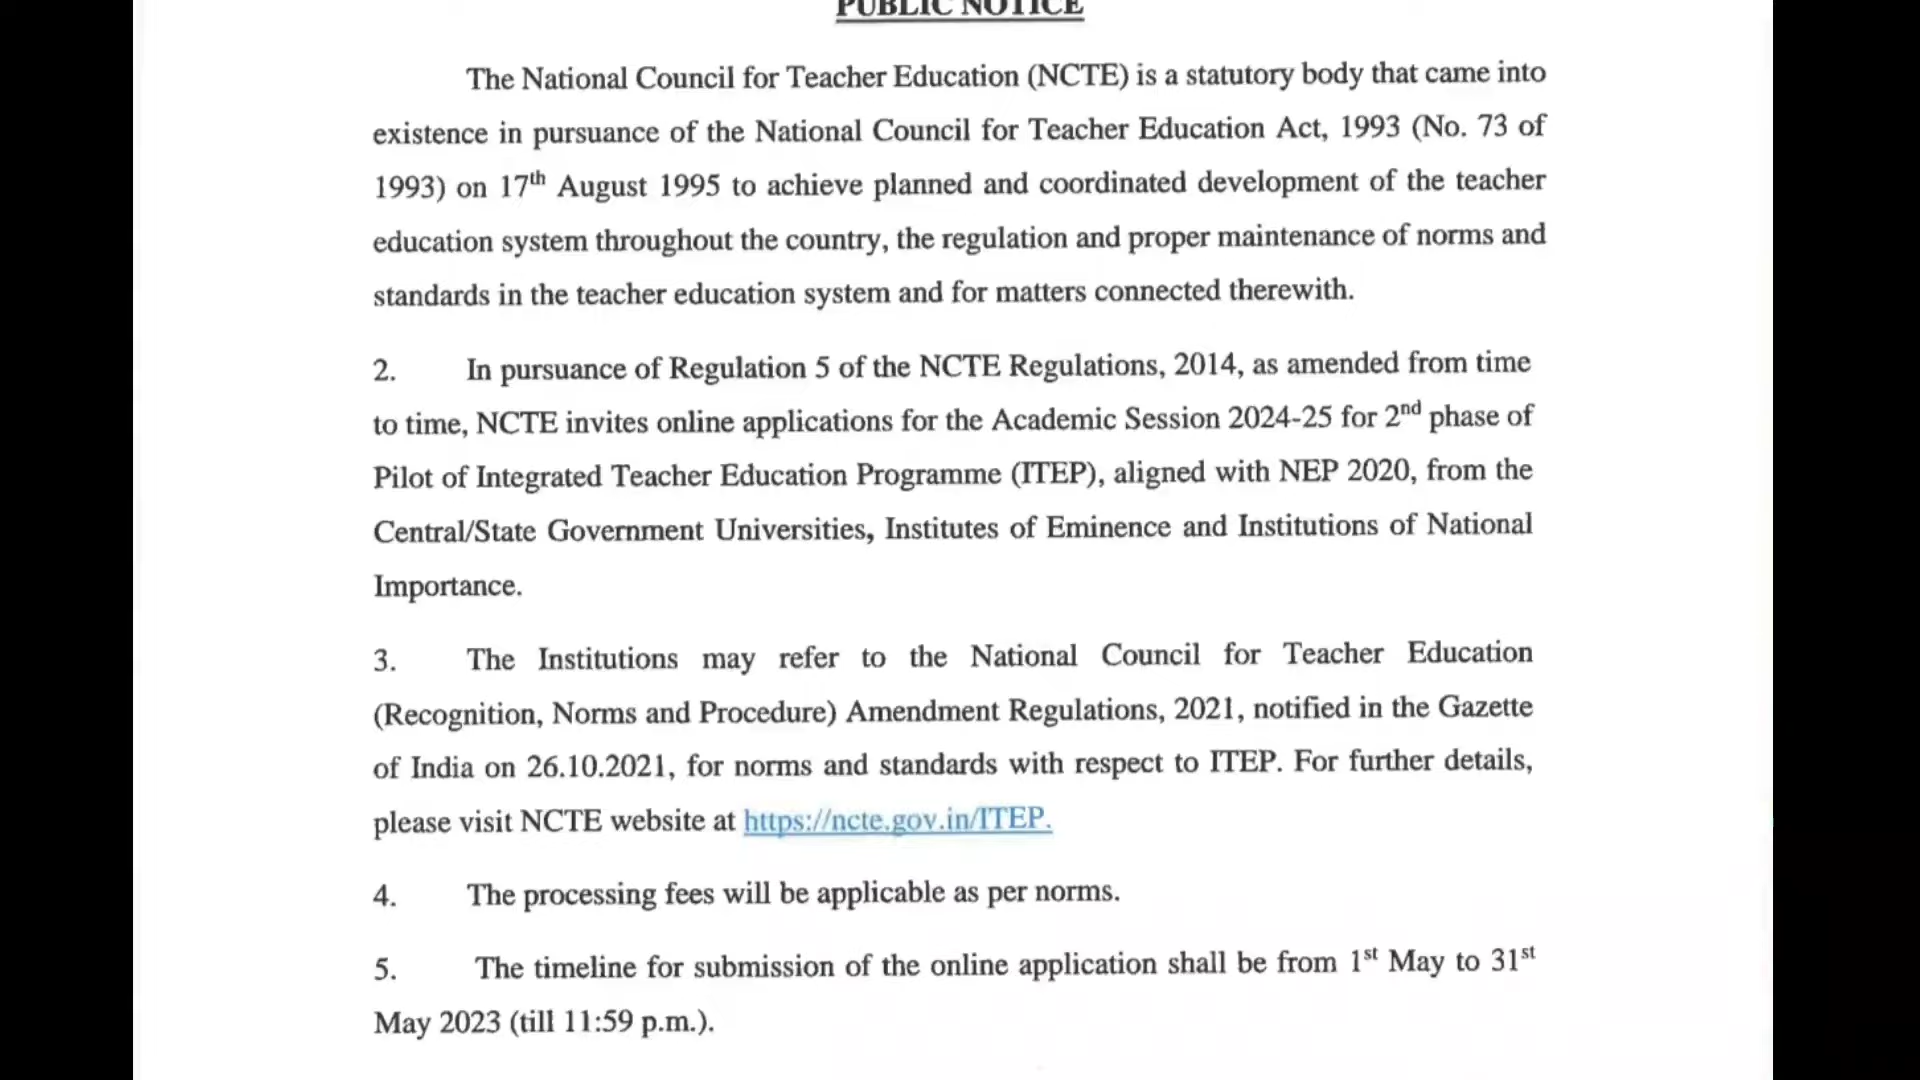 PUBLIC NOTICE
The National Council for Teacher Education (NCTE) is a statutory body that came into
existence in pursuance of the National Council for Teacher Education Act, 1993 (No. 73 of
1993) on 17th August 1995 to achieve planned and coordinated development of the teacher
education system throughout the country, the regulation and proper maintenance of norms and
standards in the teacher education system and for matters connected therewith.
2. In pursuance of Regulation 5 of the NCTE Regulations, 2014, as amended from time
to time, NCTE invites online applications for the Academic Session 2024-25 for 2nd phase of
Pilot of Integrated Teacher Education Programme (ITEP), aligned with NEP 2020, from the
Central/State Government Universities, Institutes of Eminence and Institutions of National
Importance.
3. The Institutions may refer to the National Council for Teacher Education
(Recognition, Norms and Procedure) Amendment Regulations, 2021, notified in the Gazette
of India on 26.10.2021, for norms and standards with respect to ITEP. For further details,
please visit NCTE website at https://ncte.gov.in/ITEP.
4. The processing fees will be applicable as per norms.
5. The timeline for submission of the online application shall be from 1st May to 31st
May 2023 (till 11:59 p.m.).